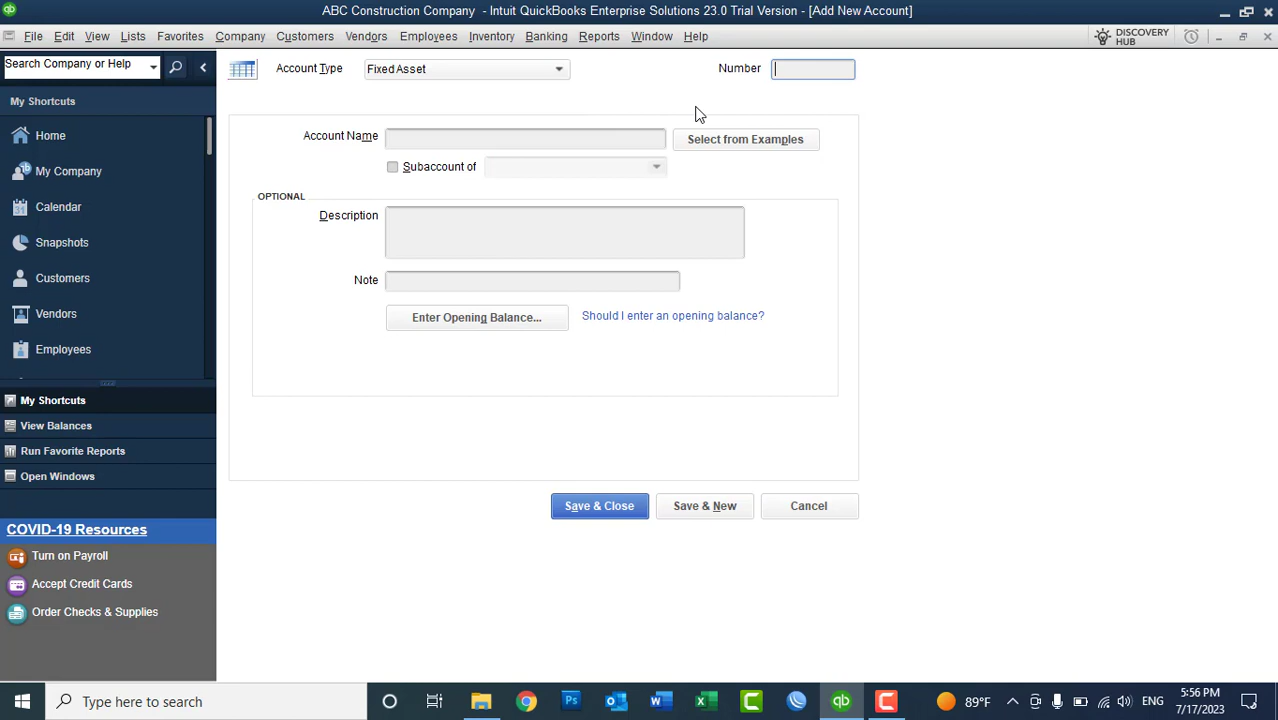 ABC Construction Company - Intuit QuickBooks Enterprise Solutions 23.0 Trial Version - [Add New Account]
File Edit View Lists Favorites Company Customers Vendors Employees Inventory Banking Reports Window Help
DISCOVERY
HUB
Search Company or Help
Account Type
Fixed Asset
Number
My Shortcuts
Home
My Company
31
Calendar
Snapshots
Customers
Vendors
Employees
Account Name
Select from Examples
Subaccount of
OPTIONAL
Description
Note
Enter Opening Balance...
Should I enter an opening balance?
Save & Close
Save & New
Cancel
My Shortcuts
View Balances
Run Favorite Reports
Open Windows
COVID-19 Resources
Turn on Payroll
Accept Credit Cards
Order Checks & Supplies
Type here to search
Ps
qb
89°F
ENG
5:56 PM
7/17/2023